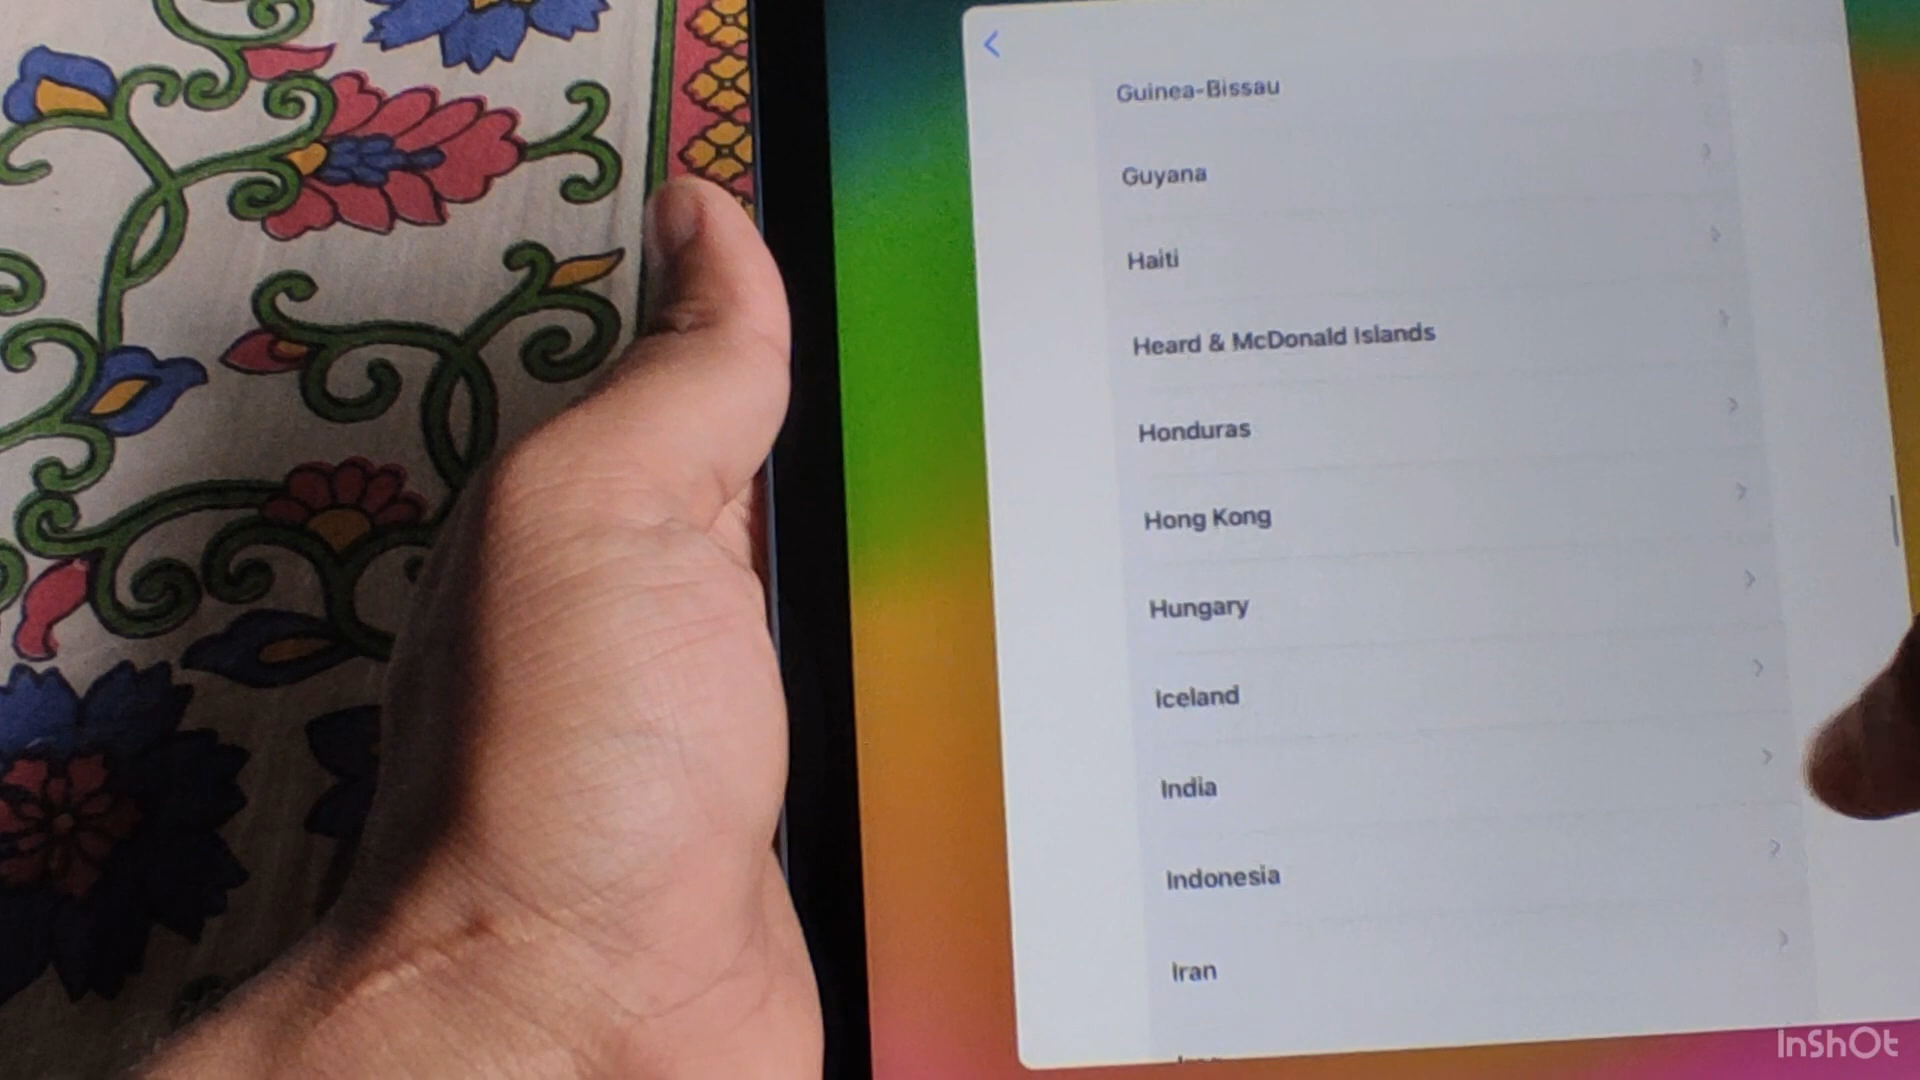 Guinea-Bissau
Guyana
Haiti
Heard & McDonald Islands
Honduras
Hong Kong
Hungary
Iceland
India
Indonesia
Iran
InShOt